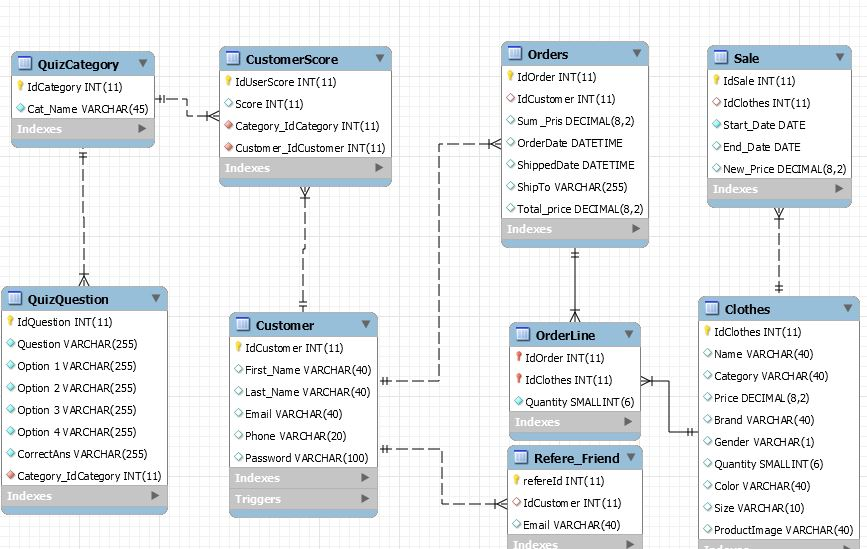 QuizCategory
IdCategory INT(11)
Cat_Name VARCHAR(45)
Indexes
CustomerScore
IdUserScore INT(11)
Score INT(11)
Category_IdCategory INT(11)
Customer_IdCustomer INT(11)
Indexes
Orders
IdOrder INT(11)
IdCustomer INT(11)
Sum_Pris DECIMAL(8,2)
OrderDate DATETIME
ShippedDate DATETIME
ShipTo VARCHAR(255)
Total_price DECIMAL(8,2)
Indexes
Sale
IdSale INT(11)
IdClothes INT(11)
Start_Date DATE
End_Date DATE
New_Price DECIMAL(8,2)
Indexes
QuizQuestion
IdQuestion INT(11)
Question VARCHAR(255)
Option 1 VARCHAR(255)
Option 2 VARCHAR(255)
Option 3 VARCHAR(255)
Option 4 VARCHAR(255)
CorrectAns VARCHAR(255)
Category_IdCategory INT(11)
Indexes
Customer
IdCustomer INT(11)
First_Name VARCHAR(40)
Last_Name VARCHAR(40)
Email VARCHAR(40)
Phone VARCHAR(20)
Password VARCHAR(100)
Indexes
Triggers
OrderLine
IdOrder INT(11)
IdClothes INT(11)
Quantity SMALLINT(6)
Indexes
Refere_Friend
refereId INT(11)
IdCustomer INT(11)
Email VARCHAR(40)
Indexes
Clothes
IdClothes INT(11)
Name VARCHAR(40)
Category VARCHAR(40)
Price DECIMAL(8,2)
Brand VARCHAR(40)
Gender VARCHAR(1)
Quantity SMALLINT(6)
Color VARCHAR(40)
Size VARCHAR(10)
ProductImage VARCHAR(40)
Indexes